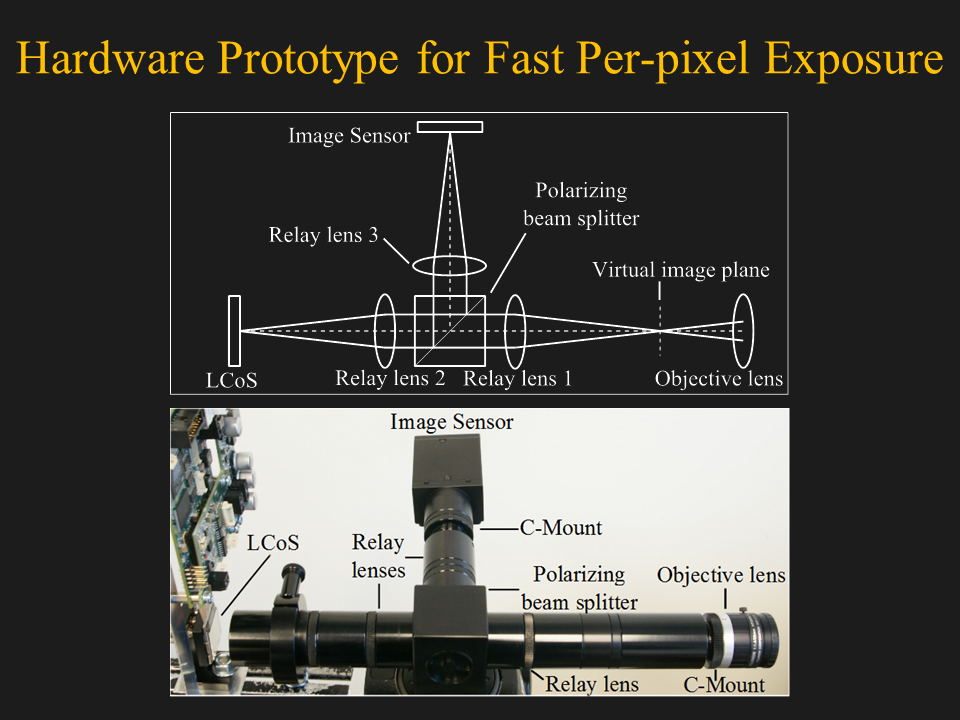 Hardware Prototype for Fast Per-pixel Exposure
Image Sensor
Polarizing
beam splitter
Relay lens 3
Virtual image plane
LCoS
Relay lens 2
Relay lens 1
Objective lens
Image Sensor
C-Mount
LCoS
Relay
lenses
Polarizing
beam splitter
Objective lens
Relay lens
C-Mount